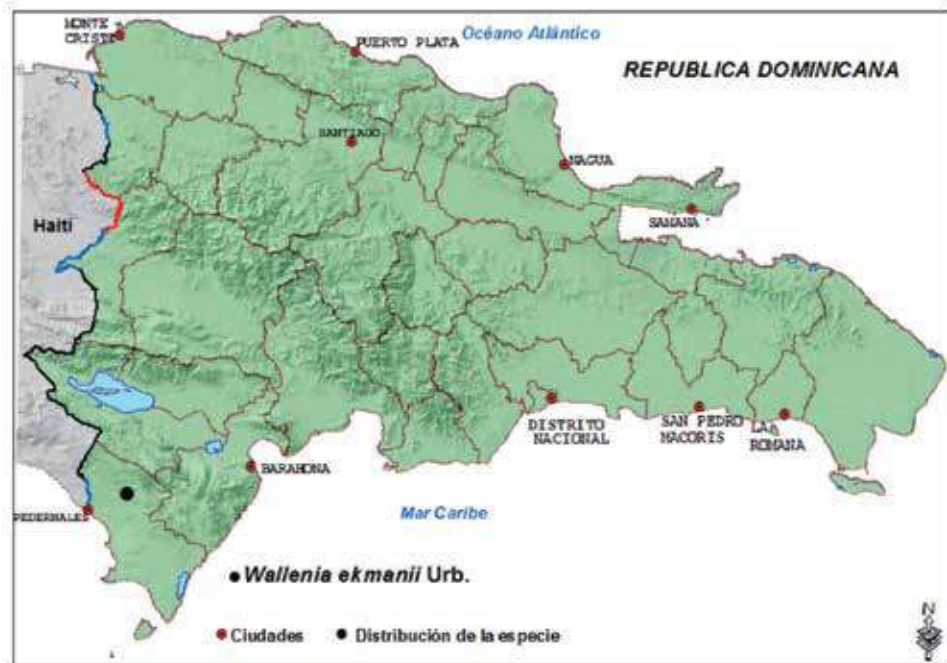 MONTE
CRISTI
Océano Atlántico
PUERTO PLATA
REPUBLICA DOMINICANA
SANTIAGO
NAGUA
SAMANA
Haití
DISTRITO
NACIONAL
SAN PEDRO
MACORIS
LA
ROMANA
BARAHONA
PEDERNALES
Mar Caribe
Wallenia ekmanii Urb.
Ciudades
Distribución de la especie
N